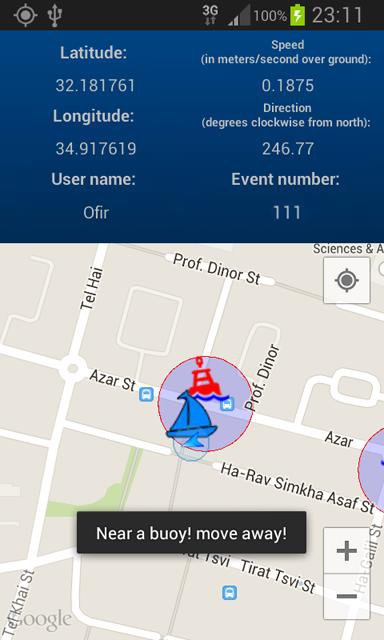 3G 100% 23:11
Latitude:
Speed
(in meters/second over ground):
32.181761
0.1875
Longitude:
Direction
(degrees clockwise from north):
34.917619
246.77
User name:
Event number:
Ofir
111
Sciences & A
Prof. Dinor St
Tel Hai
Azar St
Prof. Dinor
Azar
Ha-Rav Simkha Asaf St
Near a buoy! move away!
Tsvi
Tirat Tsvi St
Ha-Galil St
Tel Khai St
Google
+
−